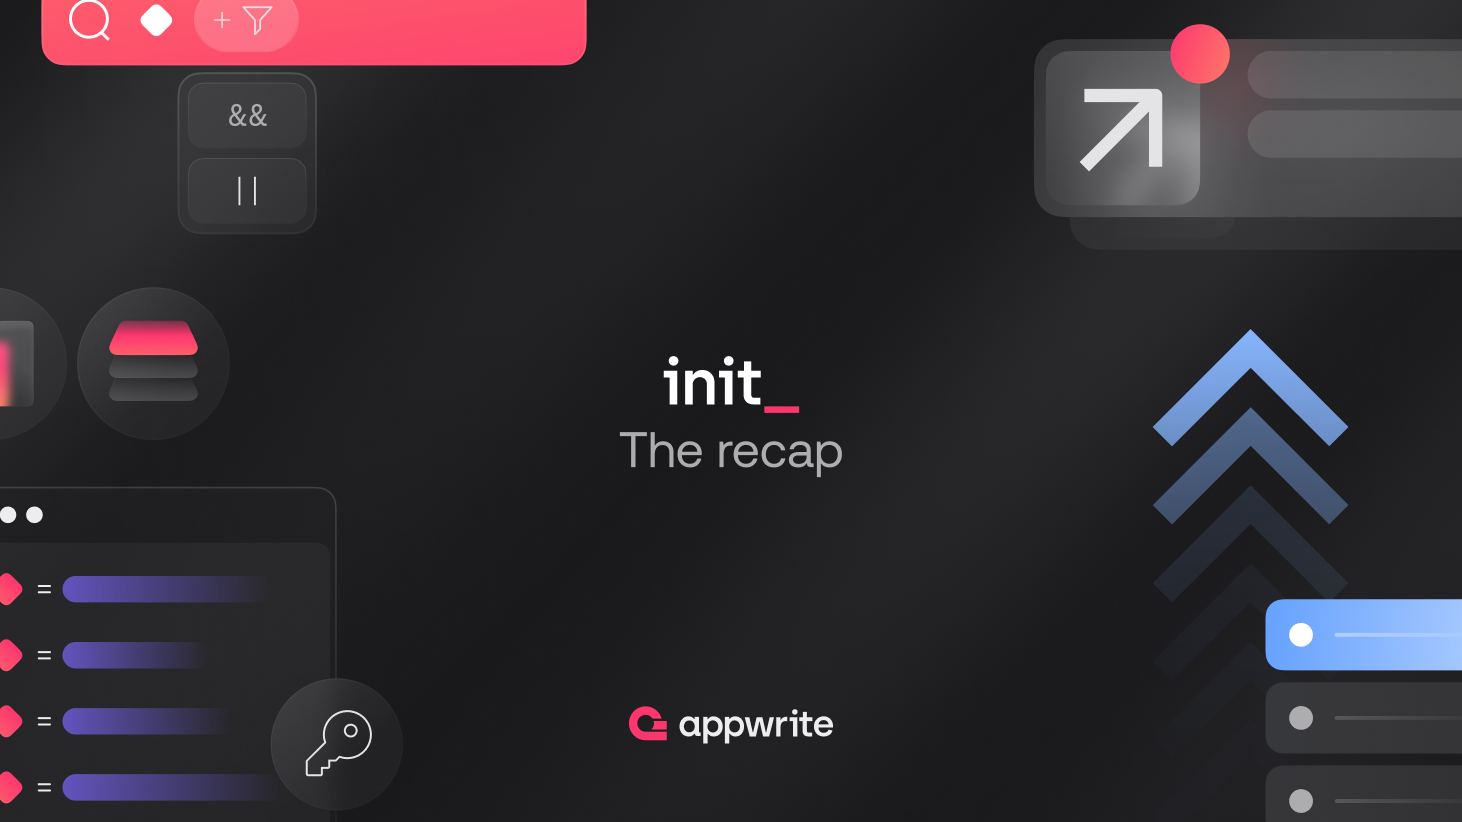 &&
||
init_
The recap
=
=
=
=
appwrite